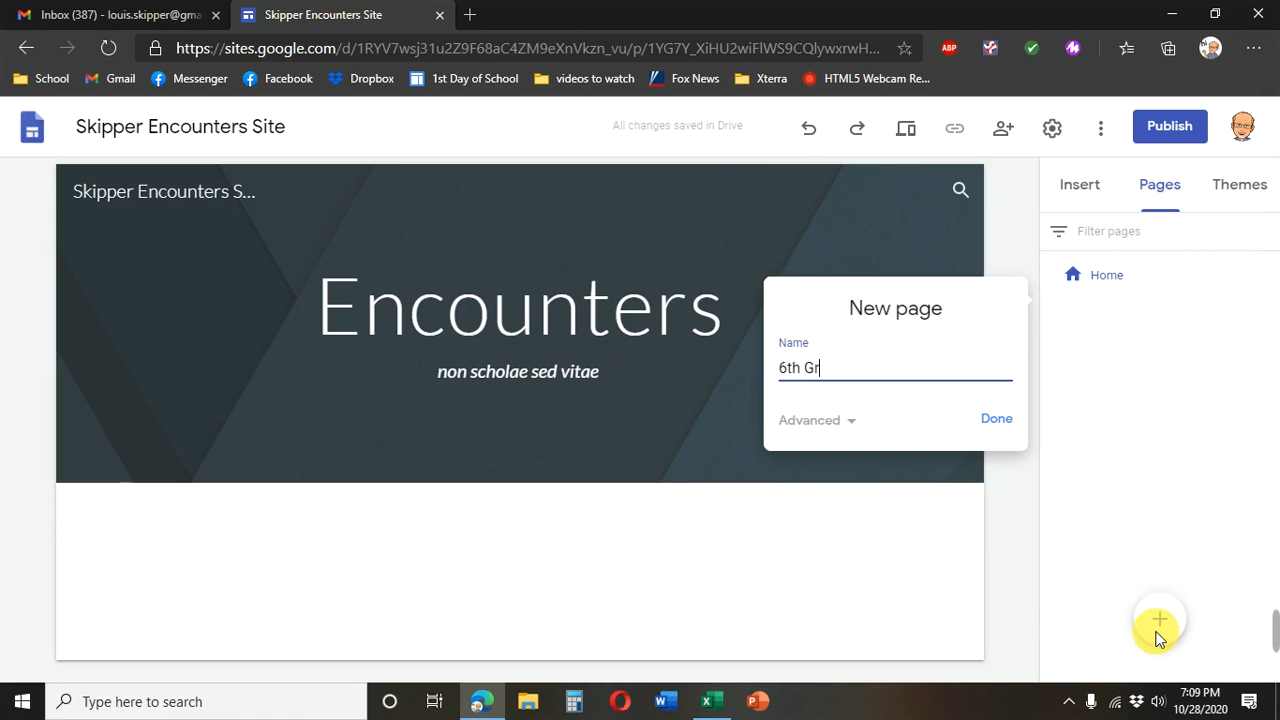 Inbox (387) - louis.skipper@gma
Skipper Encounters Site
https://sites.google.com/d/1RYV7wsj31u2Z9F68aC4ZM9eXnVkzn_vu/p/1YG7Y_XiHU2wiFlWS9CQlywxrwH...
ABP
School
Gmail
Messenger
Facebook
Dropbox
1st Day of School
videos to watch
Fox News
Xterra
HTML5 Webcam Re...
Skipper Encounters Site
All changes saved in Drive
Publish
Skipper Encounters S...
Insert
Pages
Themes
Filter pages
Home
Encounters
non scholae sed vitae
New page
Name
6th Gr
Advanced
Done
Type here to search
7:09 PM
10/28/2020